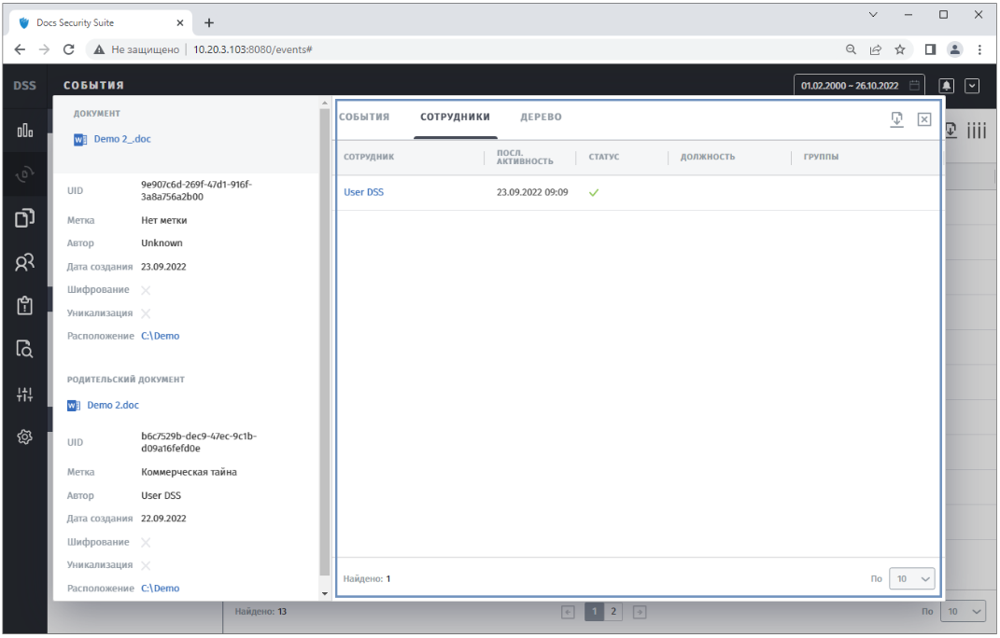 Docs Security Suite
Не защищено | 10.20.3.103:8080/events#
DSS СОБЫТИЯ 01.02.2000 ~ 26.10.2022
ДОКУМЕНТ
Demo 2_.doc
UID 9e907c6d-269f-47d1-916f-
3a8a756a2b00
Метка Нет метки
Автор Unknown
Дата создания 23.09.2022
Шифрование
Уникализация
Расположение C:\Demo
РОДИТЕЛЬСКИЙ ДОКУМЕНТ
Demo 2.doc
UID b6c7529b-dec9-47ec-9c1b-
d09a16fefd0e
Метка Коммерческая тайна
Автор User DSS
Дата создания 22.09.2022
Шифрование
Уникализация
Расположение C:\Demo
СОБЫТИЯ СОТРУДНИКИ ДЕРЕВО
СОТРУДНИК ПОСЛ. АКТИВНОСТЬ СТАТУС ДОЛЖНОСТЬ ГРУППЫ
User DSS 23.09.2022 09:09
Найдено: 1 По 10
Найдено: 13 1 2 По 10